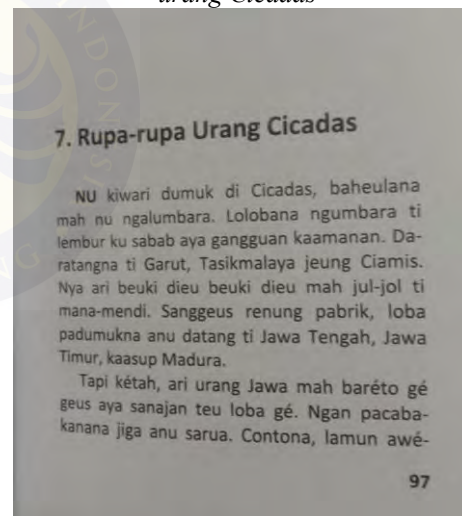 urang Cicadas
7. Rupa-rupa Urang Cicadas
NU kiwari dumuk di Cicadas, baheulana
mah nu ngalumbara. Lolobana ngumbara ti
lembur ku sabab aya gangguan kaamanan. Da-
ratangna ti Garut, Tasikmalaya jeung Ciamis.
Nya ari beuki dieu beuki dieu mah jul-jol ti
mana-mendi. Sanggeus renung pabrik, loba
padumukna anu datang ti Jawa Tengah, Jawa
Timur, kaasup Madura.
Tapi kétah, ari urang Jawa mah baréto gé
geus aya sanajan teu loba gé. Ngan pacaba-
kanana jiga anu sarua. Contona, lamun awé-
97